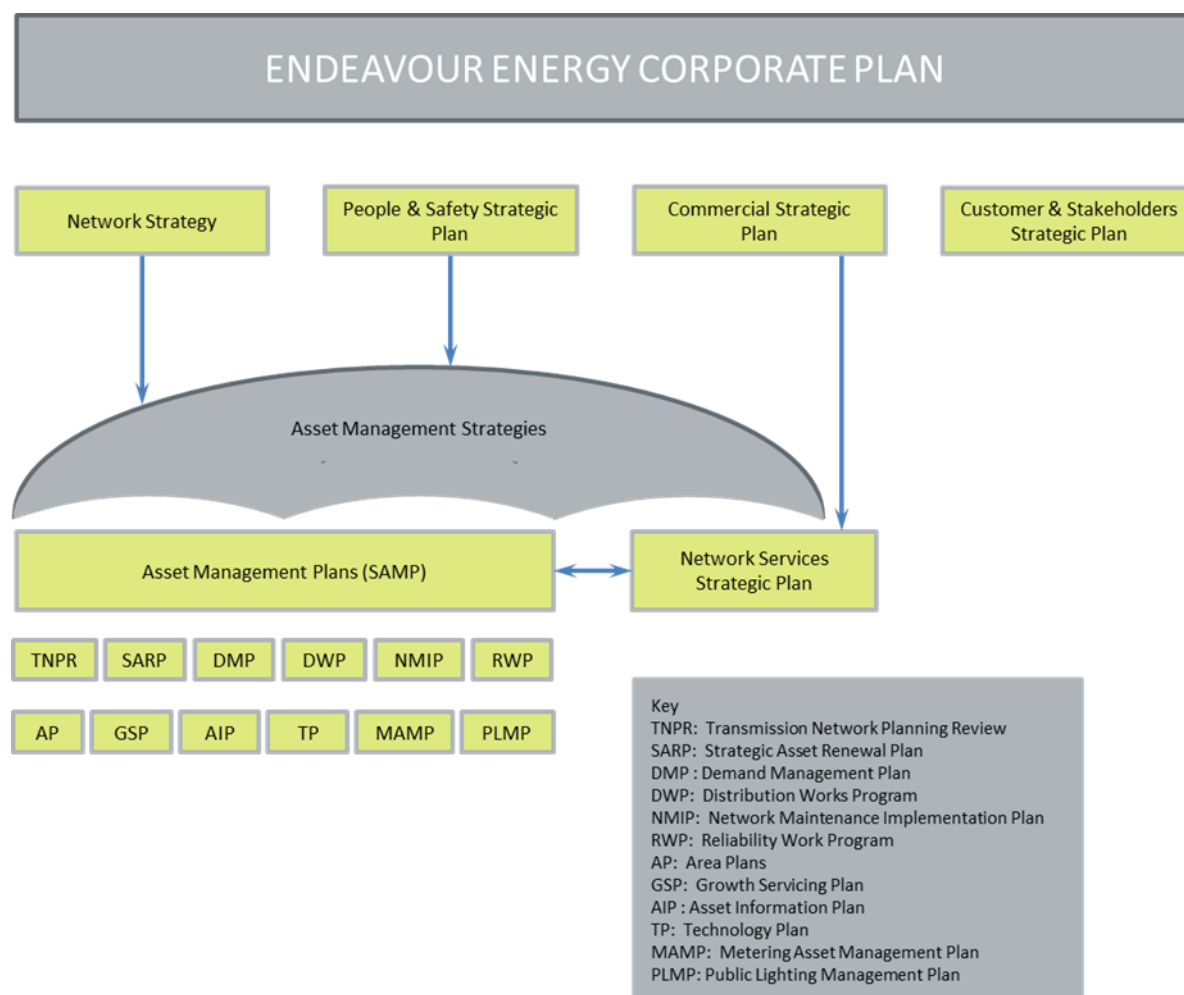 ENDEAVOUR ENERGY CORPORATE PLAN
Network Strategy
People & Safety Strategic
Plan
Commercial Strategic
Plan
Customer & Stakeholders
Strategic Plan
Asset Management Strategies
Asset Management Plans (SAMP)
Network Services
Strategic Plan
TNPR
SARP
DMP
DWP
NMIP
RWP
AP
GSP
AIP
TP
MAMP
PLMP
Key
TNPR: Transmission Network Planning Review
SARP: Strategic Asset Renewal Plan
DMP : Demand Management Plan
DWP: Distribution Works Program
NMIP: Network Maintenance Implementation Plan
RWP: Reliability Work Program
AP: Area Plans
GSP: Growth Servicing Plan
AIP : Asset Information Plan
TP: Technology Plan
MAMP: Metering Asset Management Plan
PLMP: Public Lighting Management Plan